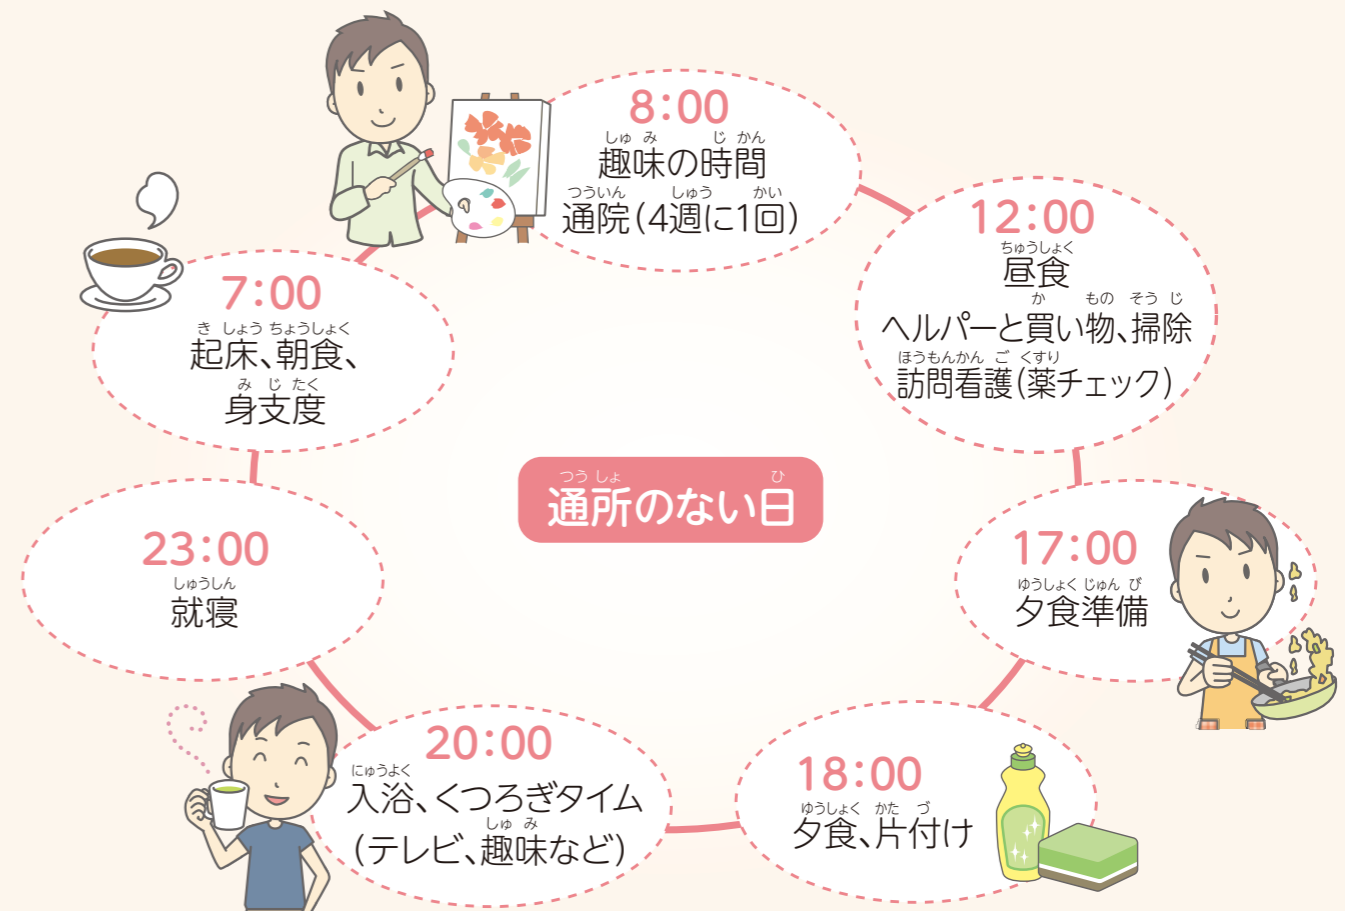 8:00
しゅ み じ かん
趣味の時間
つういん しゅう かい
通院(4週に1回)
12:00
ちゅうしょく
昼食
か もの そう じ
ヘルパーと買い物、掃除
ほうもんかん ご くすり
訪問看護(薬チェック)
17:00
ゆうしょく じゅん び
夕食準備
18:00
ゆうしょく かた づ
夕食、片付け
20:00
にゅうよく
入浴、くつろぎタイム
しゅ み
(テレビ、趣味など)
23:00
しゅうしん
就寝
7:00
き しょう ちょうしょく
起床、朝食、
み じ たく
身支度
つう しょ ひ
通所のない日